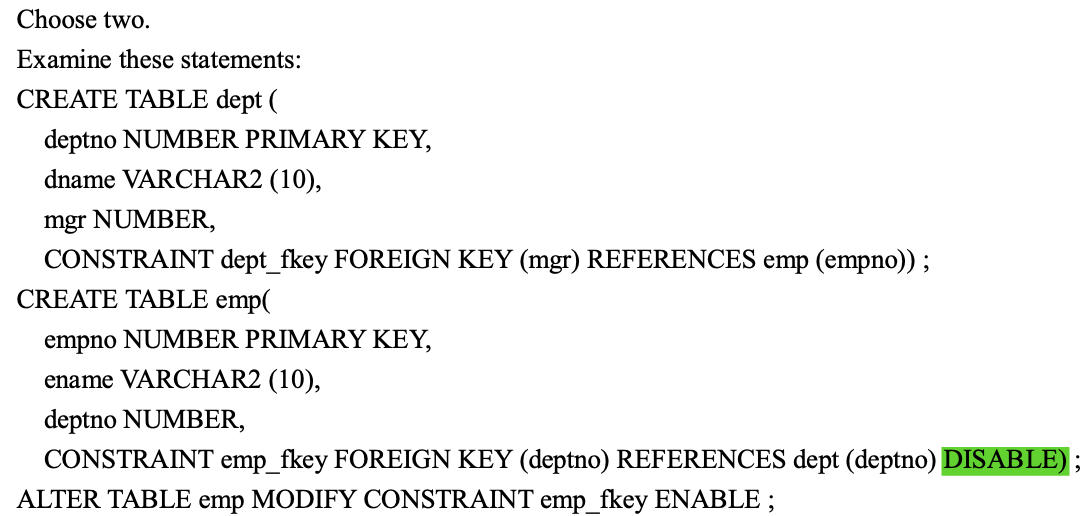 Choose two.
Examine these statements:
CREATE TABLE dept (
deptno NUMBER PRIMARY KEY,
dname VARCHAR2 (10),
mgr NUMBER,
CONSTRAINT dept_fkey FOREIGN KEY (mgr) REFERENCES emp (empno)) ;
CREATE TABLE emp(
empno NUMBER PRIMARY KEY,
ename VARCHAR2 (10),
deptno NUMBER,
CONSTRAINT emp_fkey FOREIGN KEY (deptno) REFERENCES dept (deptno) DISABLE) ;
ALTER TABLE emp MODIFY CONSTRAINT emp_fkey ENABLE ;